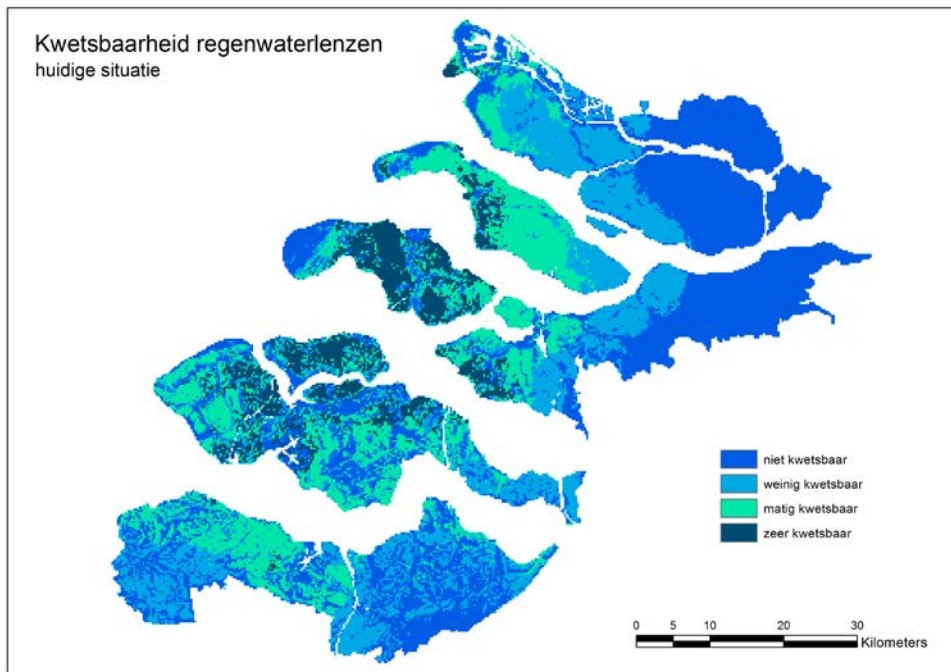 Kwetsbaarheid regenwaterlenzen
huidige situatie
niet kwetsbaar
weinig kwetsbaar
matig kwetsbaar
zeer kwetsbaar
0 5 10 20 30
Kilometers